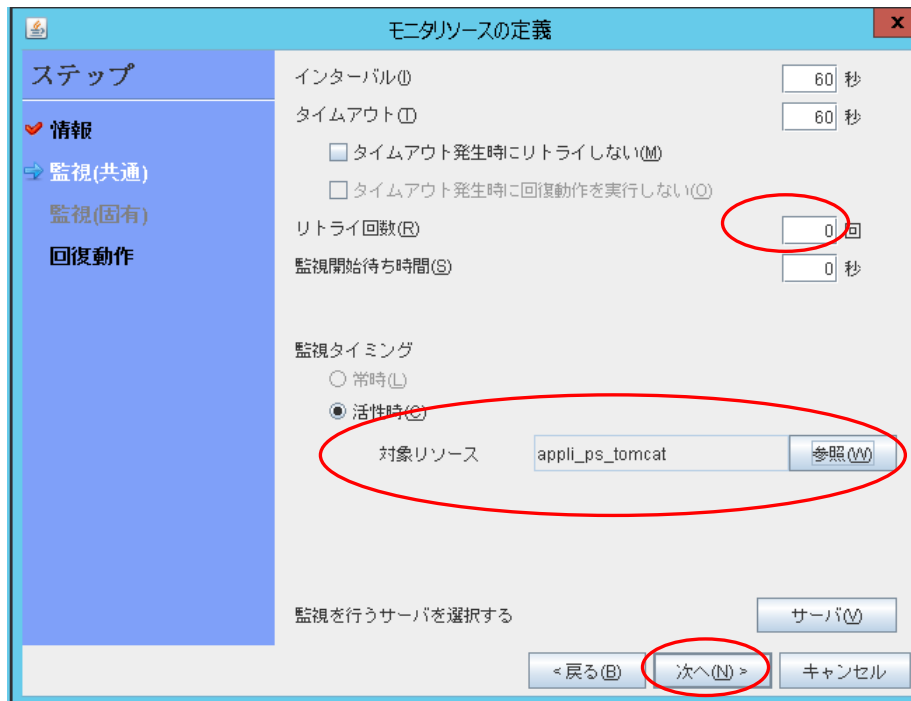 モニタリソースの定義
x
ステップ
情報
監視(共通)
監視(固有)
回復動作
インターバル(I) 60 秒
タイムアウト(T) 60 秒
タイムアウト発生時にリトライしない(M)
タイムアウト発生時に回復動作を実行しない(O)
リトライ回数(R) 0 回
監視開始待ち時間(S) 0 秒
監視タイミング
常時(L)
活性時(C)
対象リソース appli_ps_tomcat 参照(W)
監視を行うサーバを選択する サーバ(V)
<戻る(B) 次へ(N)> キャンセル